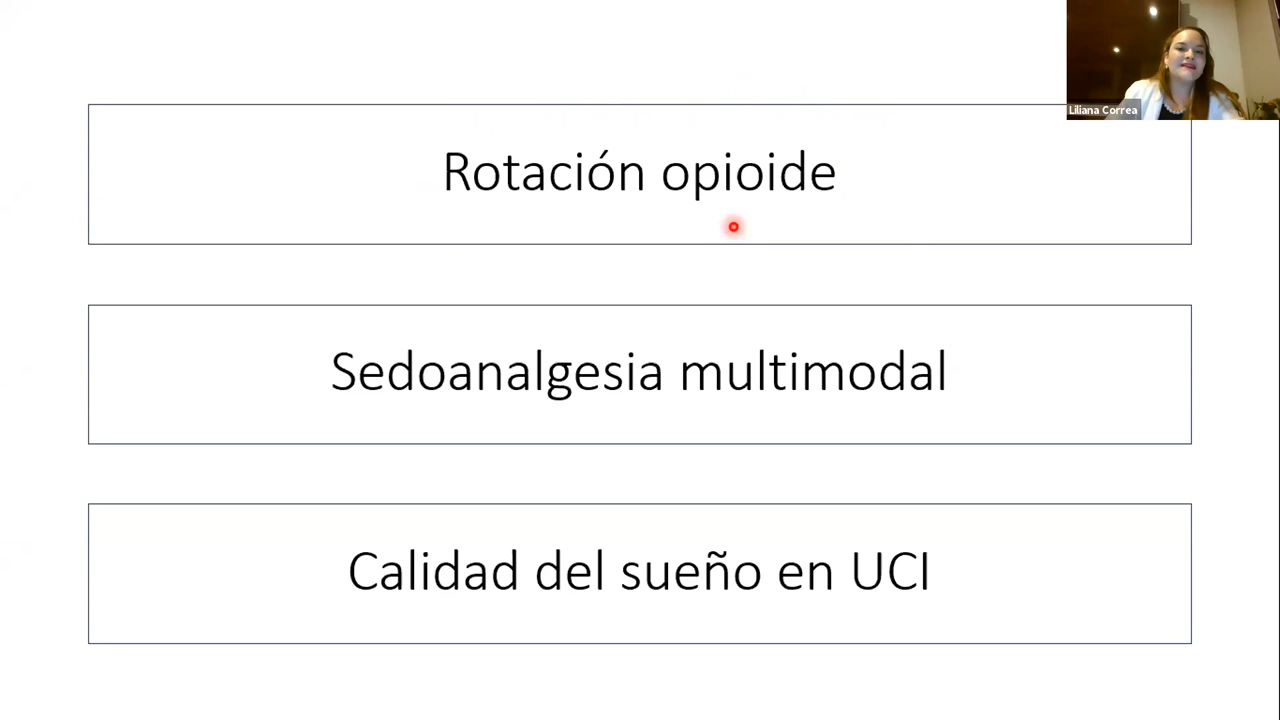 Liliana Correa
Rotación opioide
Sedoanalgesia multimodal
Calidad del sueño en UCI